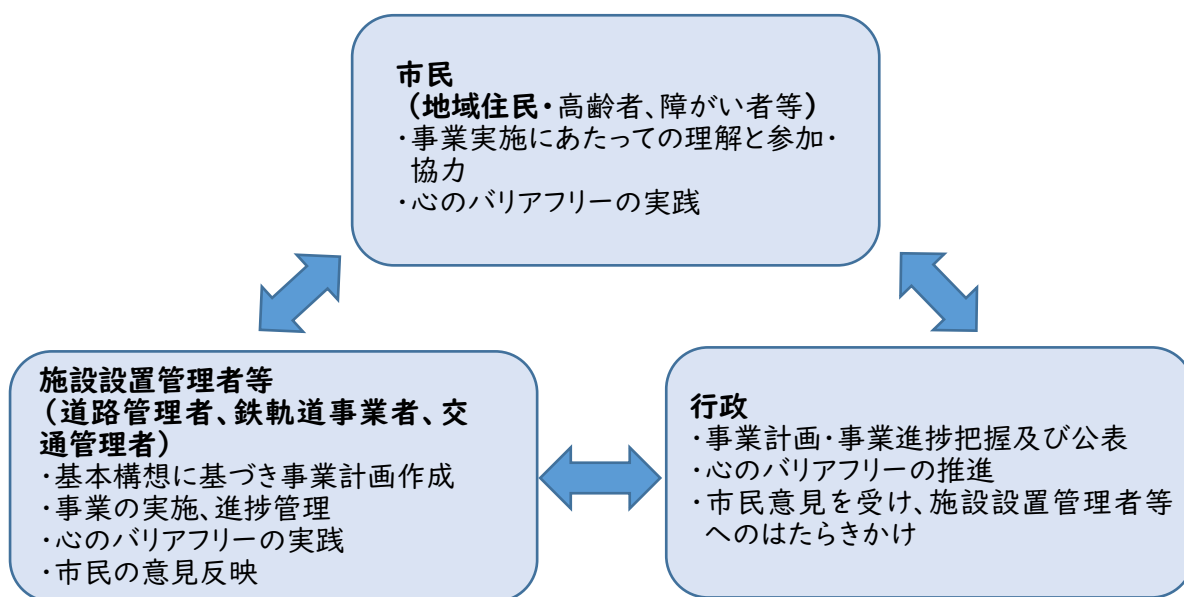 市民
（地域住民・高齢者、障がい者等）
・事業実施にあたっての理解と参加・
協力
・心のバリアフリーの実践
施設設置管理者等
（道路管理者、鉄軌道事業者、交
通管理者）
・基本構想に基づき事業計画作成
・事業の実施、進捗管理
・心のバリアフリーの実践
・市民の意見反映
行政
・事業計画・事業進捗把握及び公表
・心のバリアフリーの推進
・市民意見を受け、施設設置管理者等
へのはたらきかけ